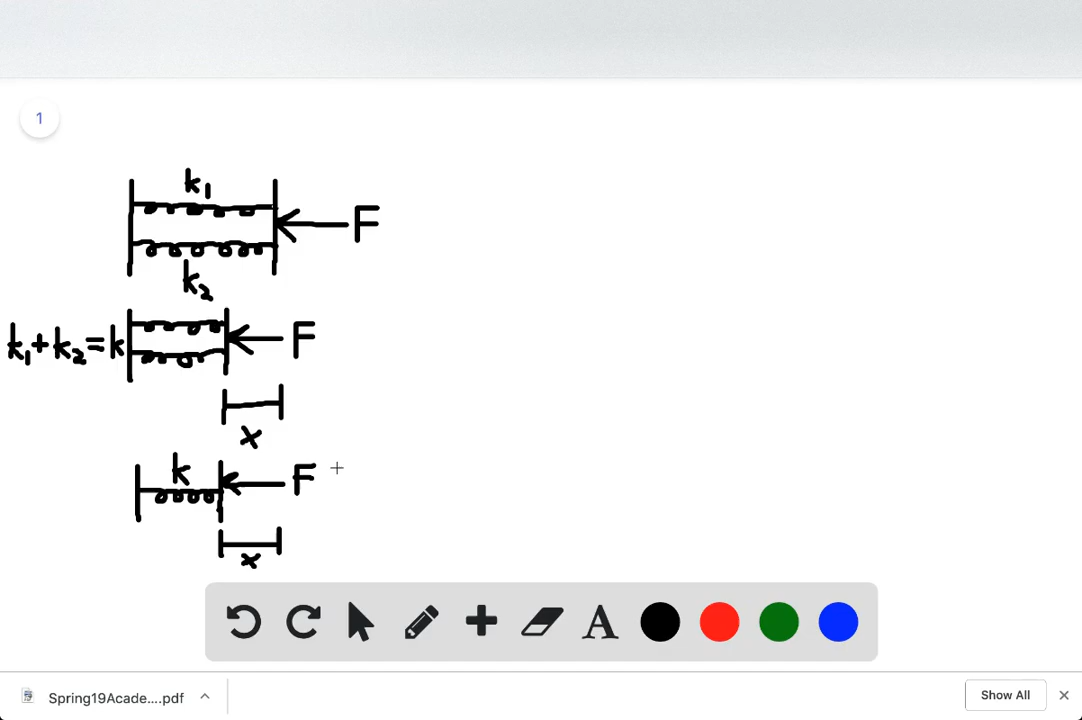 1
k₁
F
k₂
k₁+k₂=k
F
x
k
F
x
A
Spring19Acade....pdf
Show All